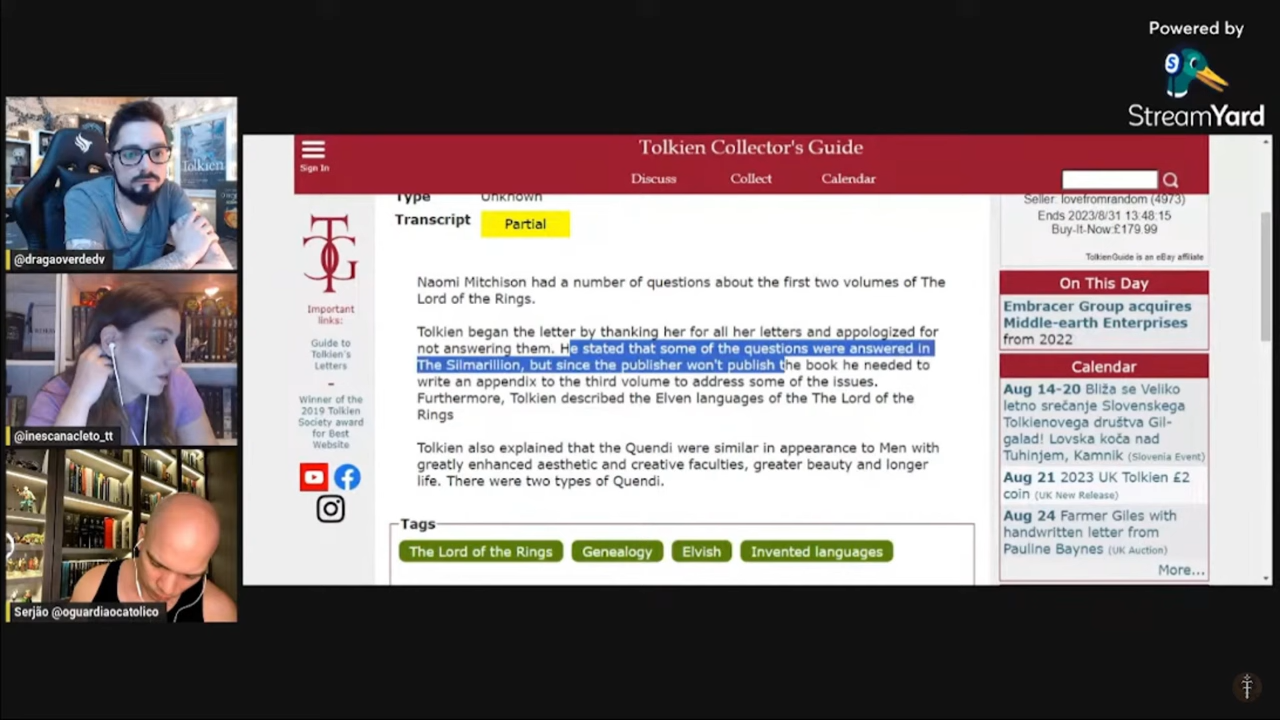 Powered by
S
StreamYard
Tolkien
@dragaoverdedv
@inescanacleto_tt
Serjão @oguardiaocatolico
Sign In
Tolkien Collector's Guide
Discuss
Collect
Calendar
TCG
Important
links:
Guide to
Tolkien's
Letters
-
Winner of the
2019 Tolkien
Society award
for Best
Website
Type Unknown
Transcript Partial
Naomi Mitchison had a number of questions about the first two volumes of The
Lord of the Rings.
Tolkien began the letter by thanking her for all her letters and appologized for
not answering them. He stated that some of the questions were answered in
The Silmarillion, but since the publisher won't publish the book he needed to
write an appendix to the third volume to address some of the issues.
Furthermore, Tolkien described the Elven languages of the The Lord of the
Rings
Tolkien also explained that the Quendi were similar in appearance to Men with
greatly enhanced aesthetic and creative faculties, greater beauty and longer
life. There were two types of Quendi.
Tags
The Lord of the Rings
Genealogy
Elvish
Invented languages
Seller: lovefromrandom (4973)
Ends 2023/8/31 13:48:15
Buy-It-Now:£179.99
TolkienGuide is an eBay affiliate
On This Day
Embracer Group acquires
Middle-earth Enterprises
from 2022
Calendar
Aug 14-20 Bliža se Veliko
letno srečanje Slovenskega
Tolkienovega društva Gil-
galad! Lovska koča nad
Tuhinjem, Kamnik (Slovenia Event)
Aug 21 2023 UK Tolkien £2
coin (UK New Release)
Aug 24 Farmer Giles with
handwritten letter from
Pauline Baynes (UK Auction)
More...